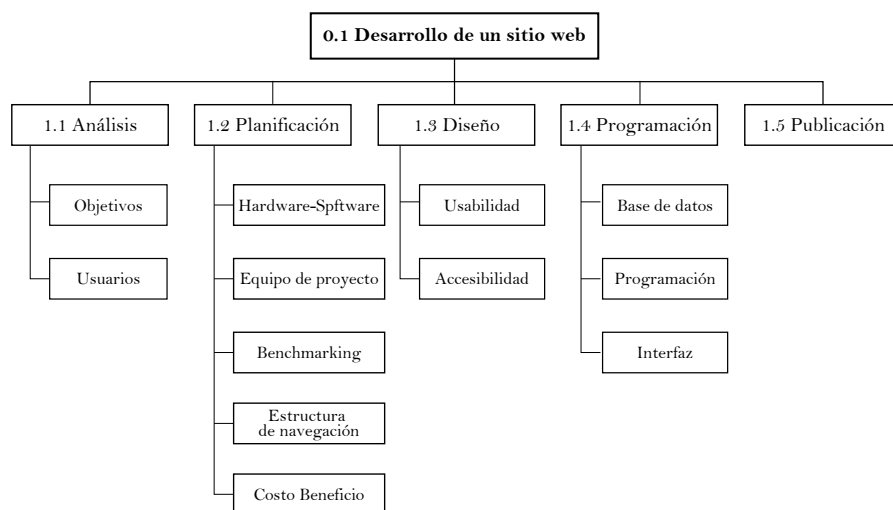 0.1 Desarrollo de un sitio web
1.1 Análisis
1.2 Planificación
1.3 Diseño
1.4 Programación
1.5 Publicación
Objetivos
Hardware-Spftware
Usabilidad
Base de datos
Usuarios
Equipo de proyecto
Accesibilidad
Programación
Benchmarking
Interfaz
Estructura
de navegación
Costo Beneficio